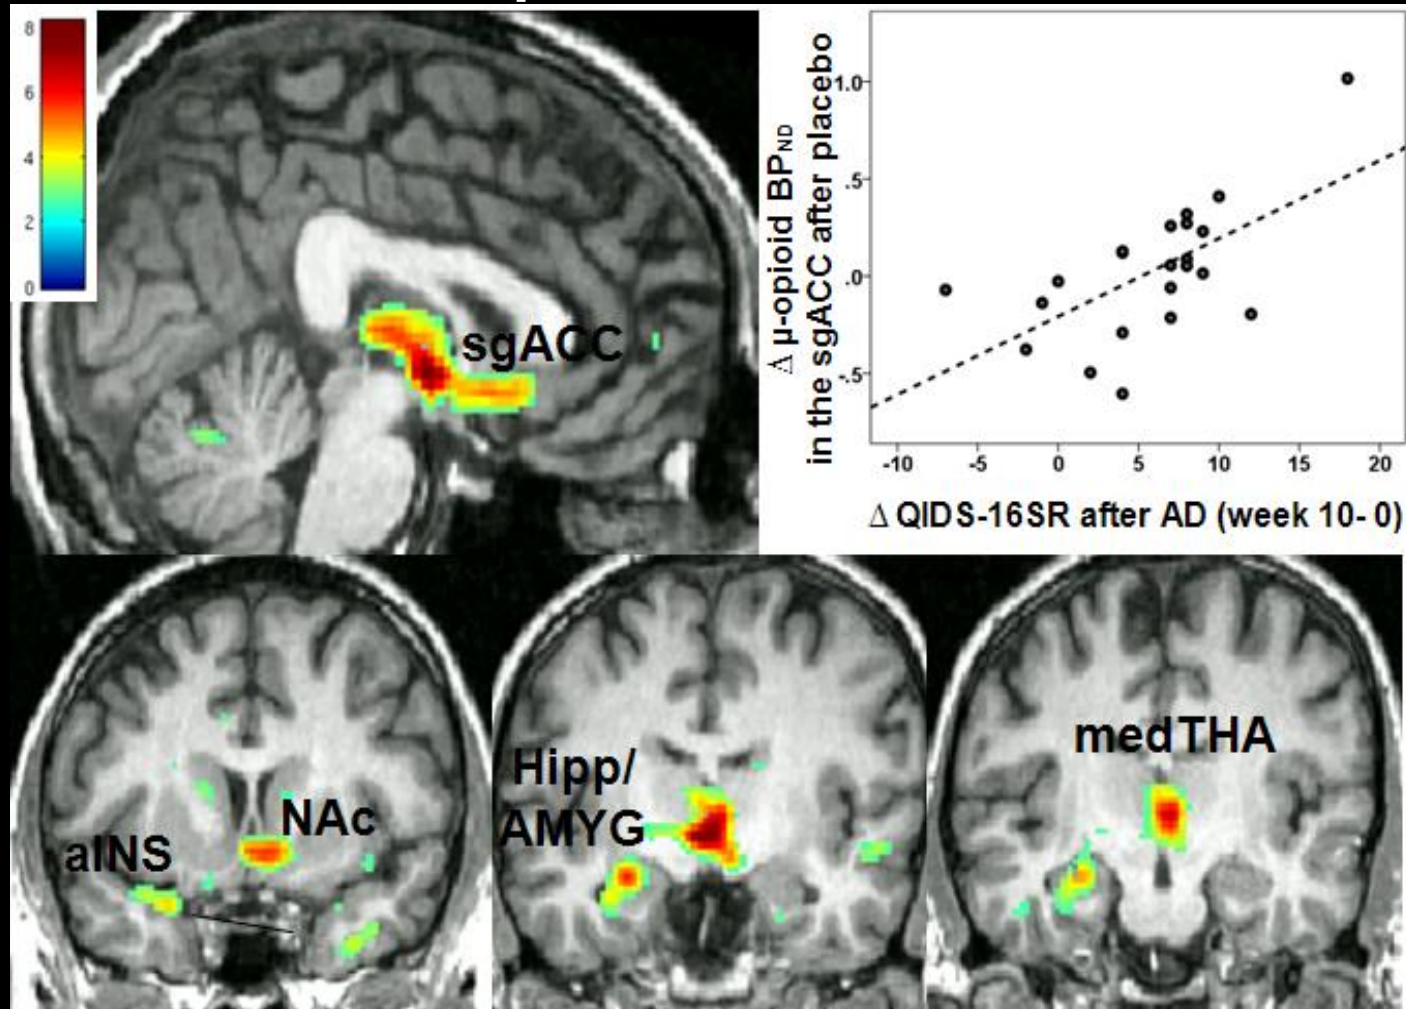 8
6
4
2
0
sgACC
Δ μ-opioid BPND
in the sgACC after placebo
1.0
.5
.0
-.5
-10 -5 0 5 10 15 20
Δ QIDS-16SR after AD (week 10- 0)
aINS
NAc
Hipp/
AMYG
medTHA